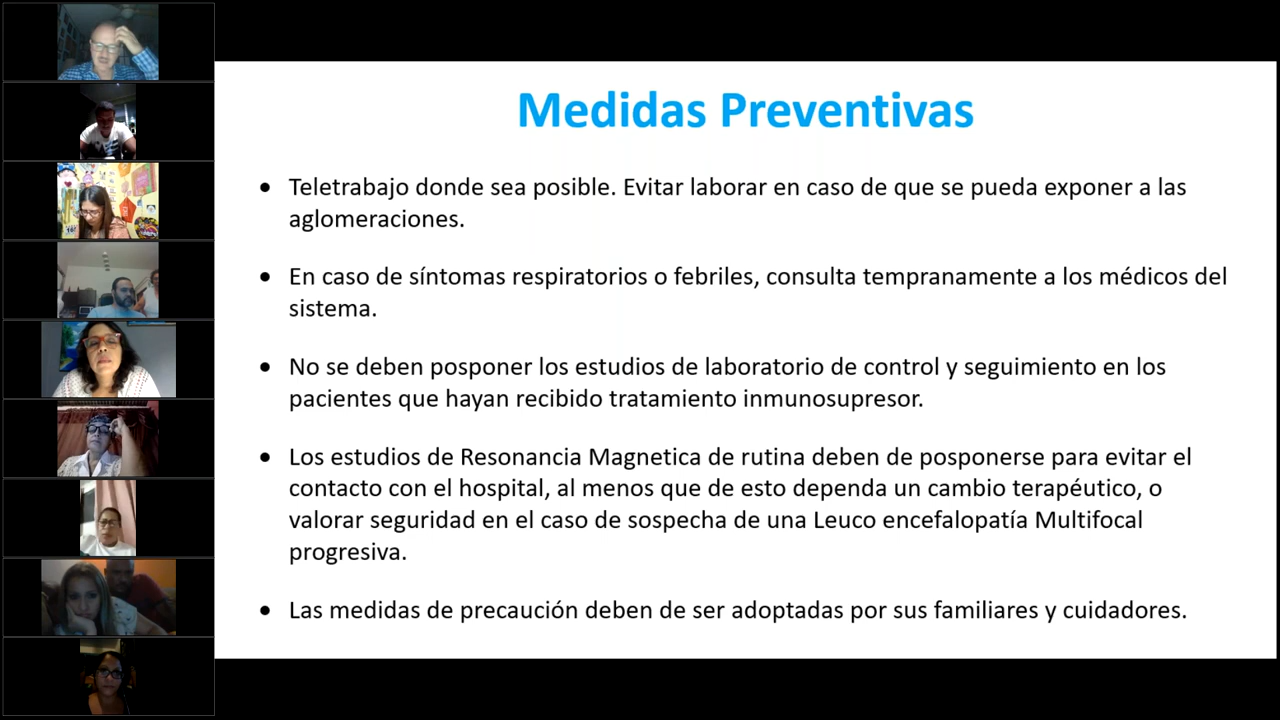 Medidas Preventivas
• Teletrabajo donde sea posible. Evitar laborar en caso de que se pueda exponer a las
aglomeraciones.
• En caso de síntomas respiratorios o febriles, consulta tempranamente a los médicos del
sistema.
• No se deben posponer los estudios de laboratorio de control y seguimiento en los
pacientes que hayan recibido tratamiento inmunosupresor.
• Los estudios de Resonancia Magnetica de rutina deben de posponerse para evitar el
contacto con el hospital, al menos que de esto dependa un cambio terapéutico, o
valorar seguridad en el caso de sospecha de una Leuco encefalopatía Multifocal
progresiva.
• Las medidas de precaución deben de ser adoptadas por sus familiares y cuidadores.